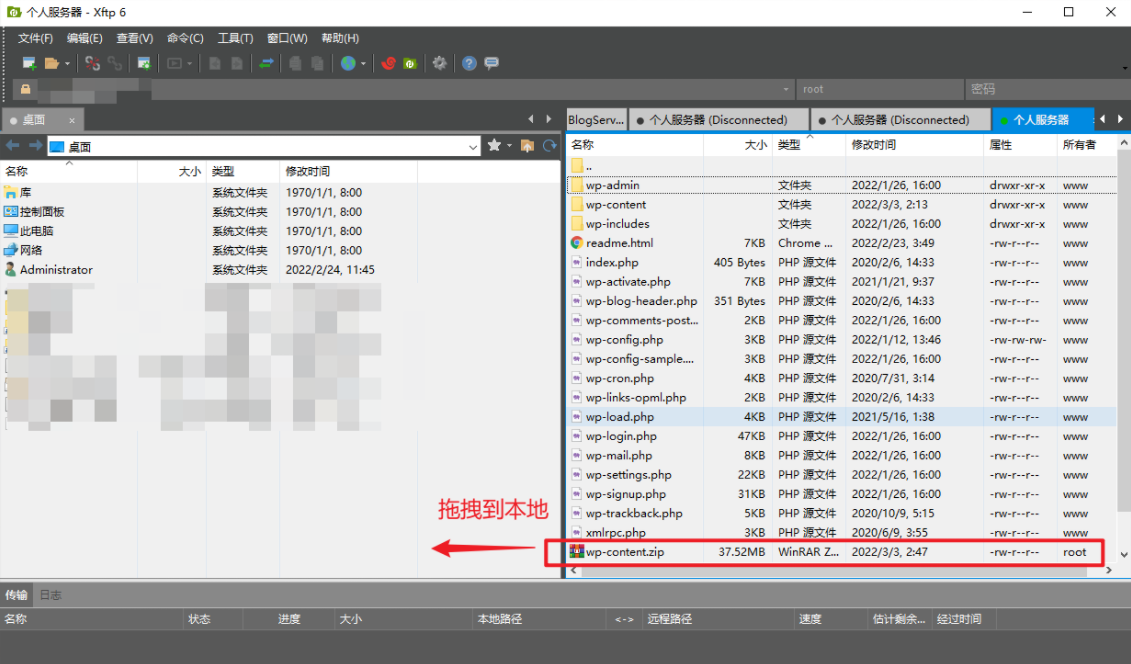 个人服务器 - Xftp 6
文件(F) 编辑(E) 查看(V) 命令(C) 工具(T) 窗口(W) 帮助(H)
root 密码
桌面 ×
桌面
名称 大小 类型 修改时间
库 系统文件夹 1970/1/1, 8:00
控制面板 系统文件夹 1970/1/1, 8:00
此电脑 系统文件夹 1970/1/1, 8:00
网络 系统文件夹 1970/1/1, 8:00
Administrator 系统文件夹 2022/2/24, 11:45
拖拽到本地
BlogServ... 个人服务器 (Disconnected) 个人服务器 (Disconnected) 个人服务器
名称 大小 类型 修改时间 属性 所有者
..
wp-admin 文件夹 2022/1/26, 16:00 drwxr-xr-x www
wp-content 文件夹 2022/3/3, 2:13 drwxr-xr-x www
wp-includes 文件夹 2022/1/26, 16:00 drwxr-xr-x www
readme.html 7KB Chrome ... 2022/2/23, 3:49 -rw-r--r-- www
index.php 405 Bytes PHP 源文件 2020/2/6, 14:33 -rw-r--r-- www
wp-activate.php 7KB PHP 源文件 2021/1/21, 9:37 -rw-r--r-- www
wp-blog-header.php 351 Bytes PHP 源文件 2020/2/6, 14:33 -rw-r--r-- www
wp-comments-post... 2KB PHP 源文件 2022/1/26, 16:00 -rw-r--r-- www
wp-config.php 3KB PHP 源文件 2022/1/12, 13:46 -rw-rw-rw- www
wp-config-sample.... 3KB PHP 源文件 2022/1/26, 16:00 -rw-r--r-- www
wp-cron.php 4KB PHP 源文件 2020/7/31, 3:14 -rw-r--r-- www
wp-links-opml.php 2KB PHP 源文件 2020/2/6, 14:33 -rw-r--r-- www
wp-load.php 4KB PHP 源文件 2021/5/16, 1:38 -rw-r--r-- www
wp-login.php 47KB PHP 源文件 2022/1/26, 16:00 -rw-r--r-- www
wp-mail.php 8KB PHP 源文件 2022/1/26, 16:00 -rw-r--r-- www
wp-settings.php 22KB PHP 源文件 2022/1/26, 16:00 -rw-r--r-- www
wp-signup.php 31KB PHP 源文件 2022/1/26, 16:00 -rw-r--r-- www
wp-trackback.php 5KB PHP 源文件 2020/10/9, 5:15 -rw-r--r-- www
xmlrpc.php 3KB PHP 源文件 2020/6/9, 3:55 -rw-r--r-- www
wp-content.zip 37.52MB WinRAR Z... 2022/3/3, 2:47 -rw-r--r-- root
传输 日志
名称 状态 进度 大小 本地路径 <-> 远程路径 速度 估计剩余... 经过时间